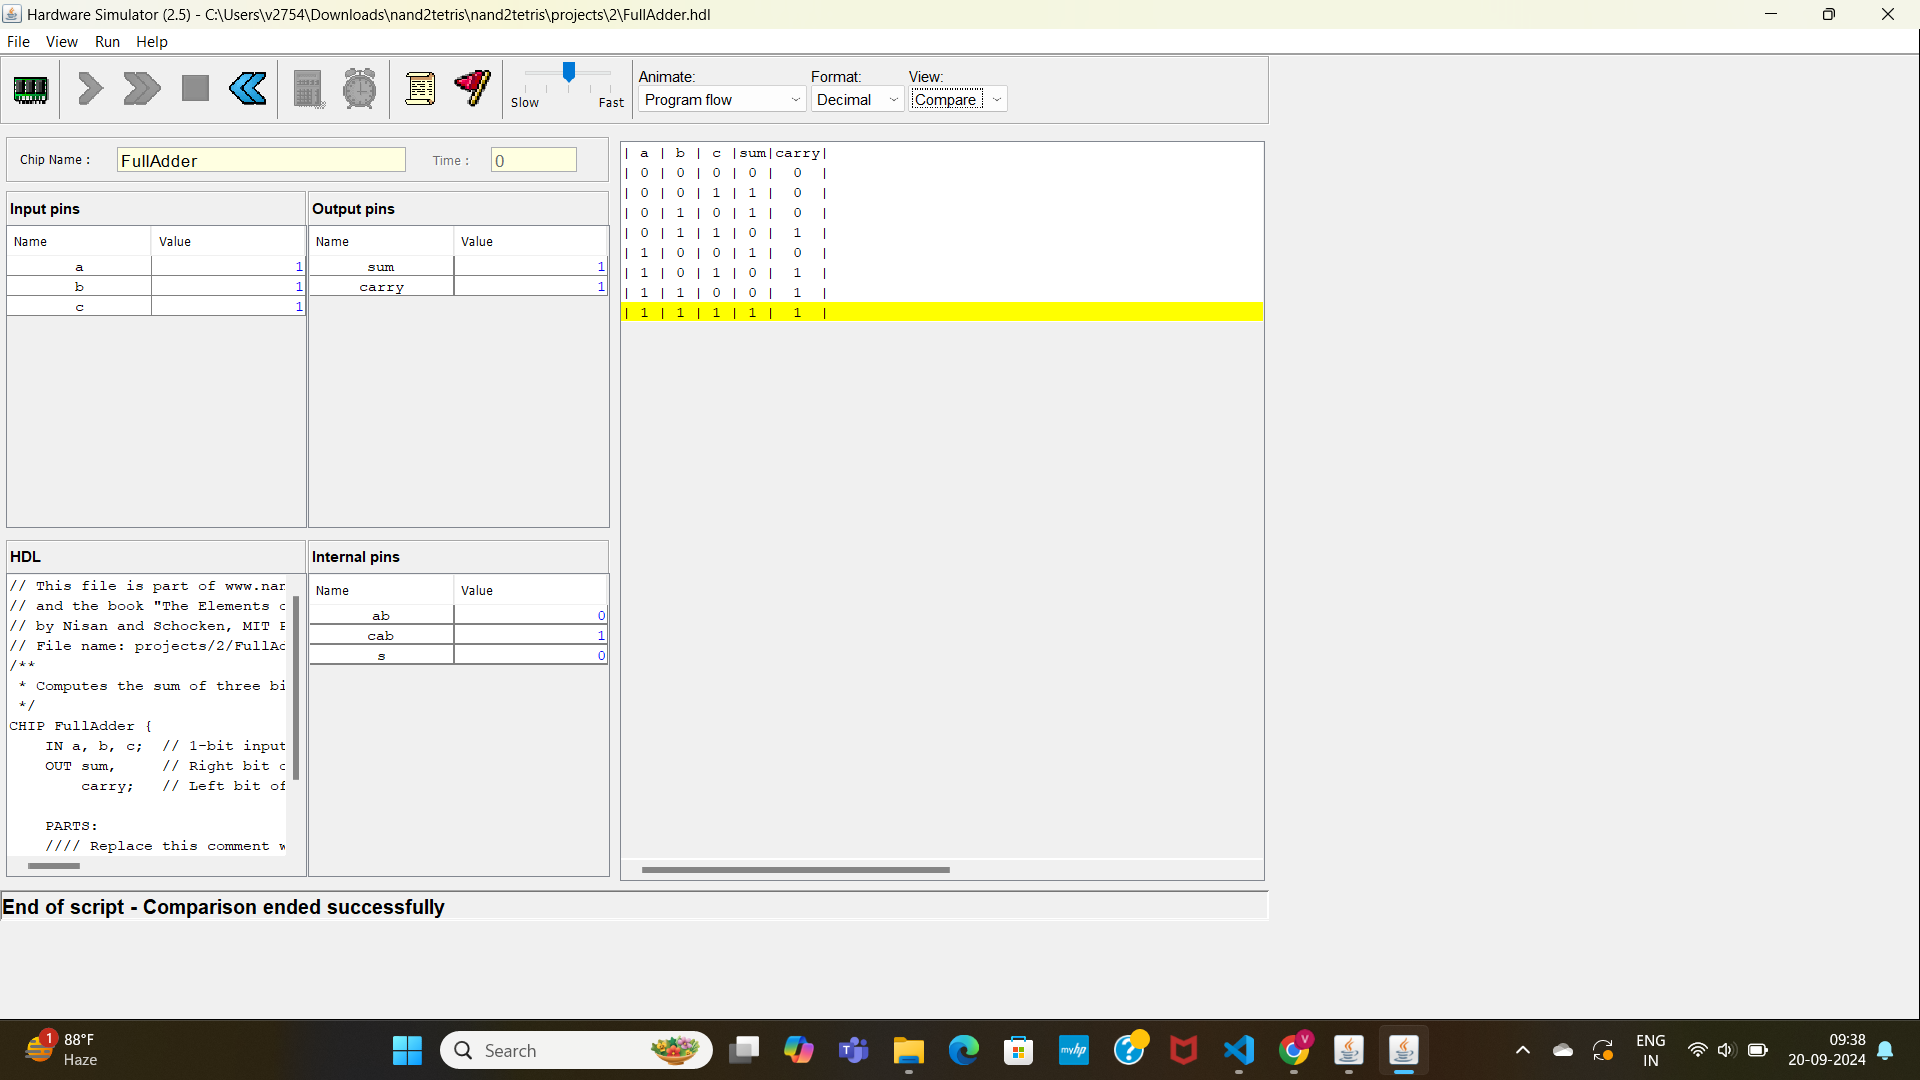 Hardware Simulator (2.5) - C:\Users\v2754\Downloads\nand2tetris\nand2tetris\projects\2\FullAdder.hdl
File View Run Help
Slow Fast
Animate: Format: View:
Program flow Decimal Compare
Chip Name : FullAdder Time : 0
Input pins
Name Value
a 1
b 1
c 1
Output pins
Name Value
sum 1
carry 1
| a | b | c |sum|carry|
| 0 | 0 | 0 | 0 | 0 |
| 0 | 0 | 1 | 1 | 0 |
| 0 | 1 | 0 | 1 | 0 |
| 0 | 1 | 1 | 0 | 1 |
| 1 | 0 | 0 | 1 | 0 |
| 1 | 0 | 1 | 0 | 1 |
| 1 | 1 | 0 | 0 | 1 |
| 1 | 1 | 1 | 1 | 1 |
HDL
// This file is part of www.nan
// and the book "The Elements o
// by Nisan and Schocken, MIT P
// File name: projects/2/FullAd
/**
* Computes the sum of three bi
*/
CHIP FullAdder {
IN a, b, c; // 1-bit input
OUT sum, // Right bit o
carry; // Left bit of
PARTS:
//// Replace this comment w
Internal pins
Name Value
ab 0
cab 1
s 0
End of script - Comparison ended successfully
1
88°F
Haze
Search
myhp
V
ENG
IN
09:38
20-09-2024